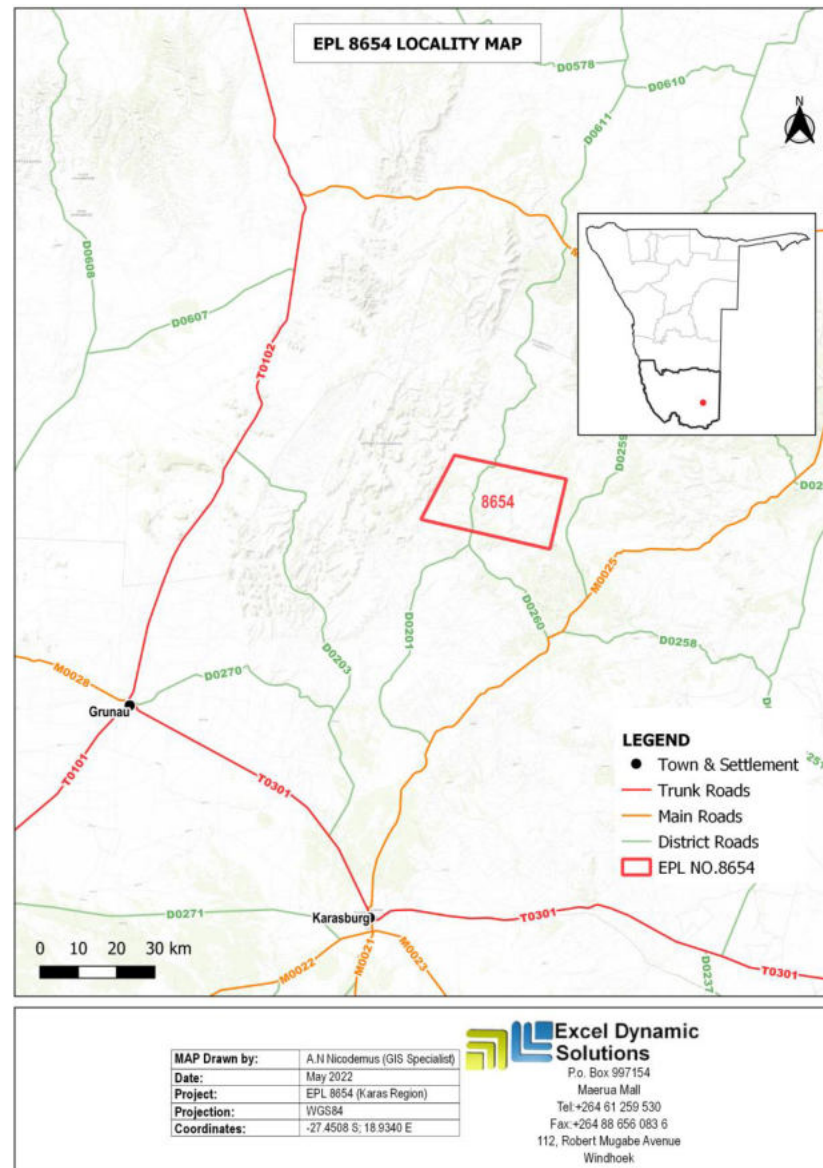 EPL 8654 LOCALITY MAP
D0578
D0610
D0611
N
D0608
D0607
T0102
D0259
8654
M0025
D0201
D0260
D0258
D0203
M0028
D0270
Grunau
T0101
T0301
LEGEND
Town & Settlement
Trunk Roads
Main Roads
District Roads
EPL NO.8654
D0271
Karasburg
T0301
M0022
M0021
M0023
D0237
T0301
0 10 20 30 km
MAP Drawn by: A.N Nicodemus (GIS Specialist)
Date: May 2022
Project: EPL 8654 (Karas Region)
Projection: WGS84
Coordinates: -27.4508 S; 18.9340 E
Excel Dynamic
Solutions
P.o. Box 997154
Maerua Mall
Tel:+264 61 259 530
Fax:+264 88 656 083 6
112, Robert Mugabe Avenue
Windhoek